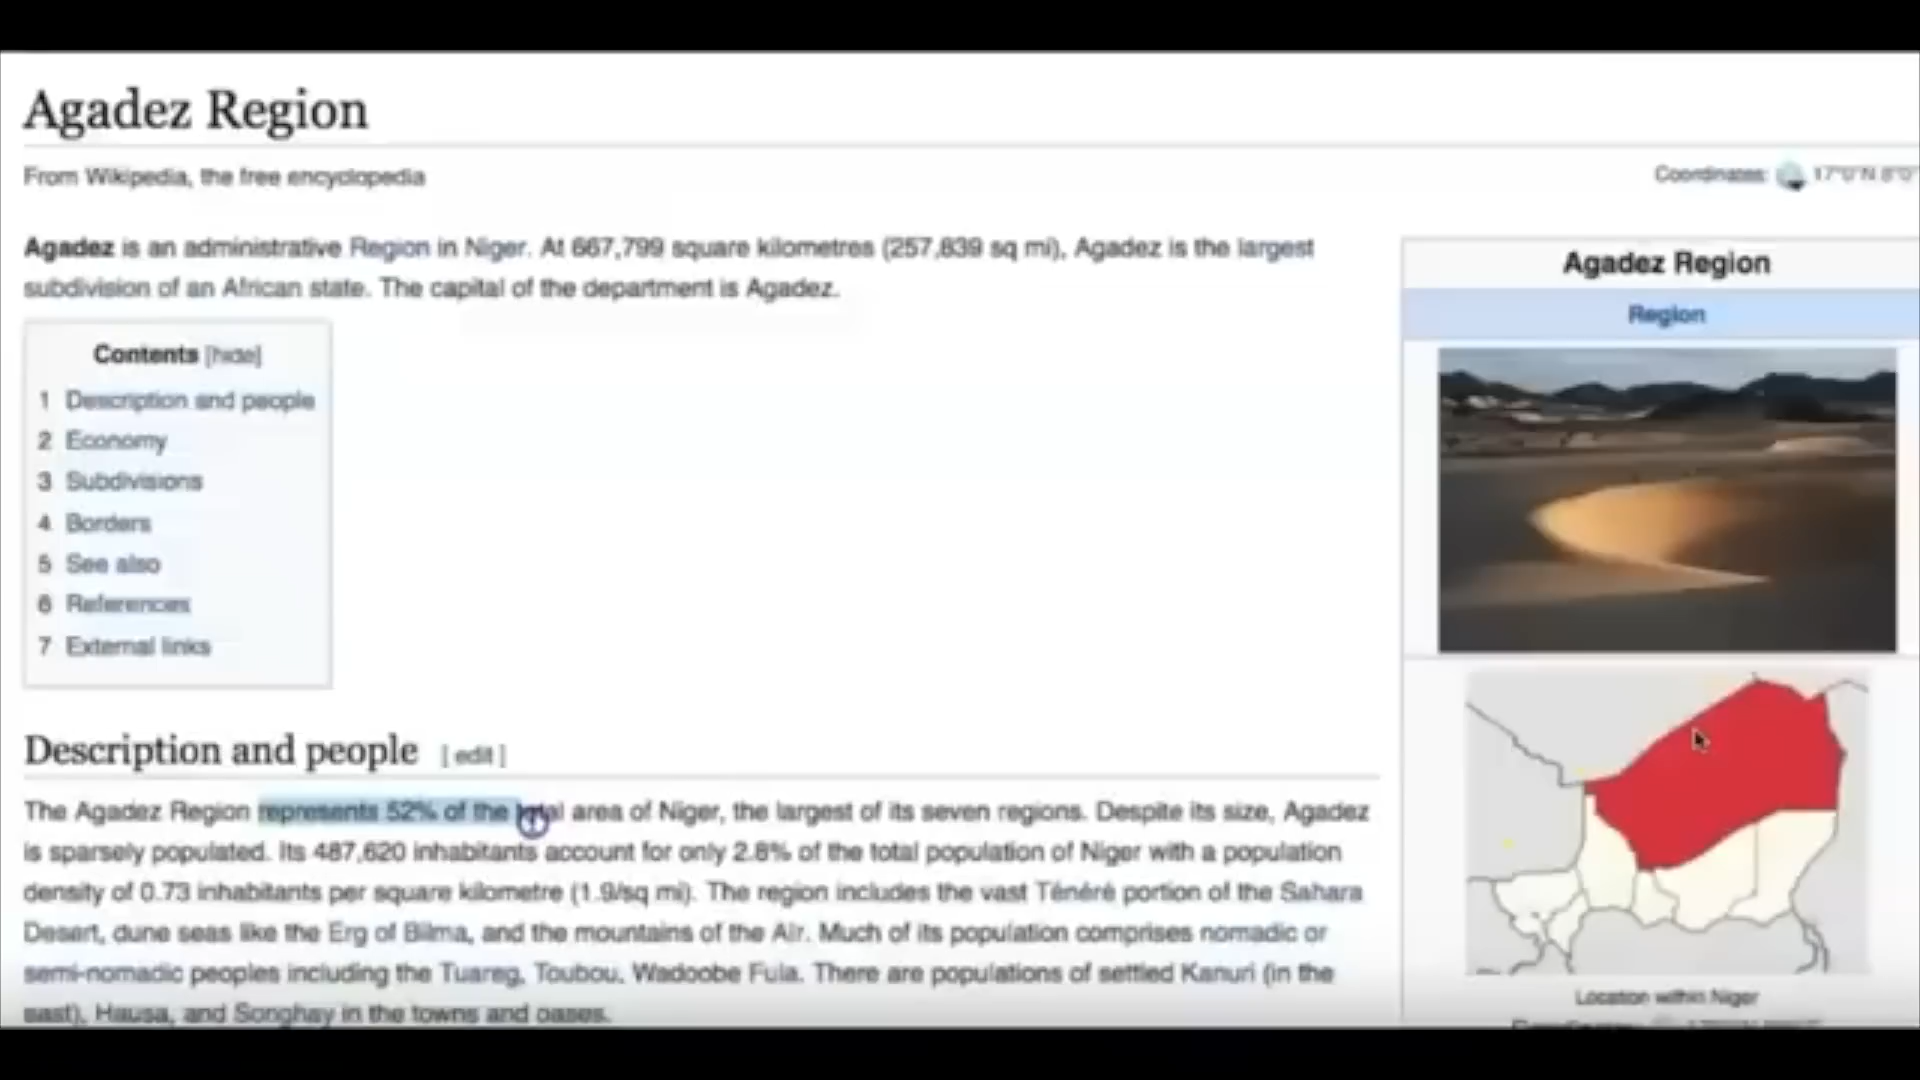 Agadez Region
From Wikipedia, the free encyclopedia
Coordinates: 17°0′N 8°0′
Agadez is an administrative Region in Niger. At 667,799 square kilometres (257,839 sq mi), Agadez is the largest
subdivision of an African state. The capital of the department is Agadez.
Contents [hide]
1 Description and people
2 Economy
3 Subdivisions
4 Borders
5 See also
6 References
7 External links
Description and people [ edit ]
The Agadez Region represents 52% of the total area of Niger, the largest of its seven regions. Despite its size, Agadez
is sparsely populated. Its 487,620 inhabitants account for only 2.8% of the total population of Niger with a population
density of 0.73 inhabitants per square kilometre (1.9/sq mi). The region includes the vast Ténéré portion of the Sahara
Desert, dune seas like the Erg of Bilma, and the mountains of the Aïr. Much of its population comprises nomadic or
semi-nomadic peoples including the Tuareg, Toubou, Wadoobe Fula. There are populations of settled Kanuri (in the
east), Hausa, and Songhay in the towns and oases.
Agadez Region
Region
Location within Niger